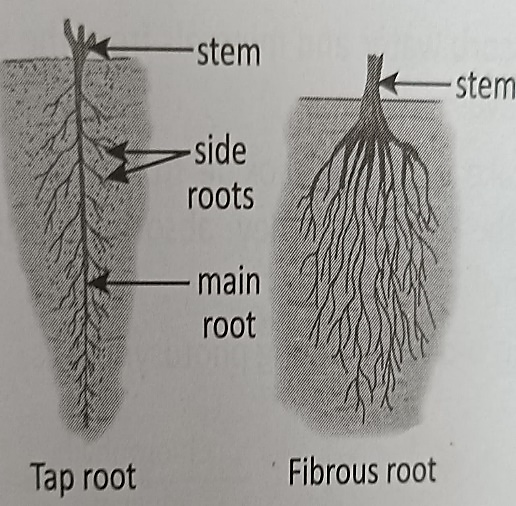 stem
stem
side
roots
main
root
Tap root
Fibrous root